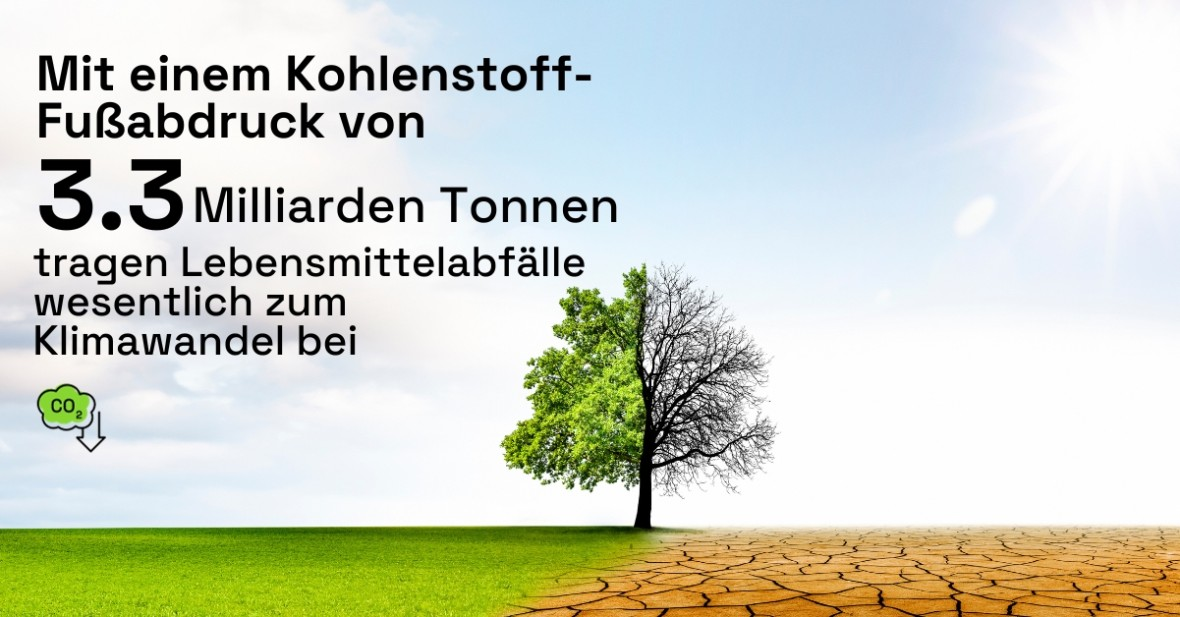 Mit einem Kohlenstoff-
Fußabdruck von
3.3 Milliarden Tonnen
tragen Lebensmittelabfälle
wesentlich zum
Klimawandel bei
CO₂